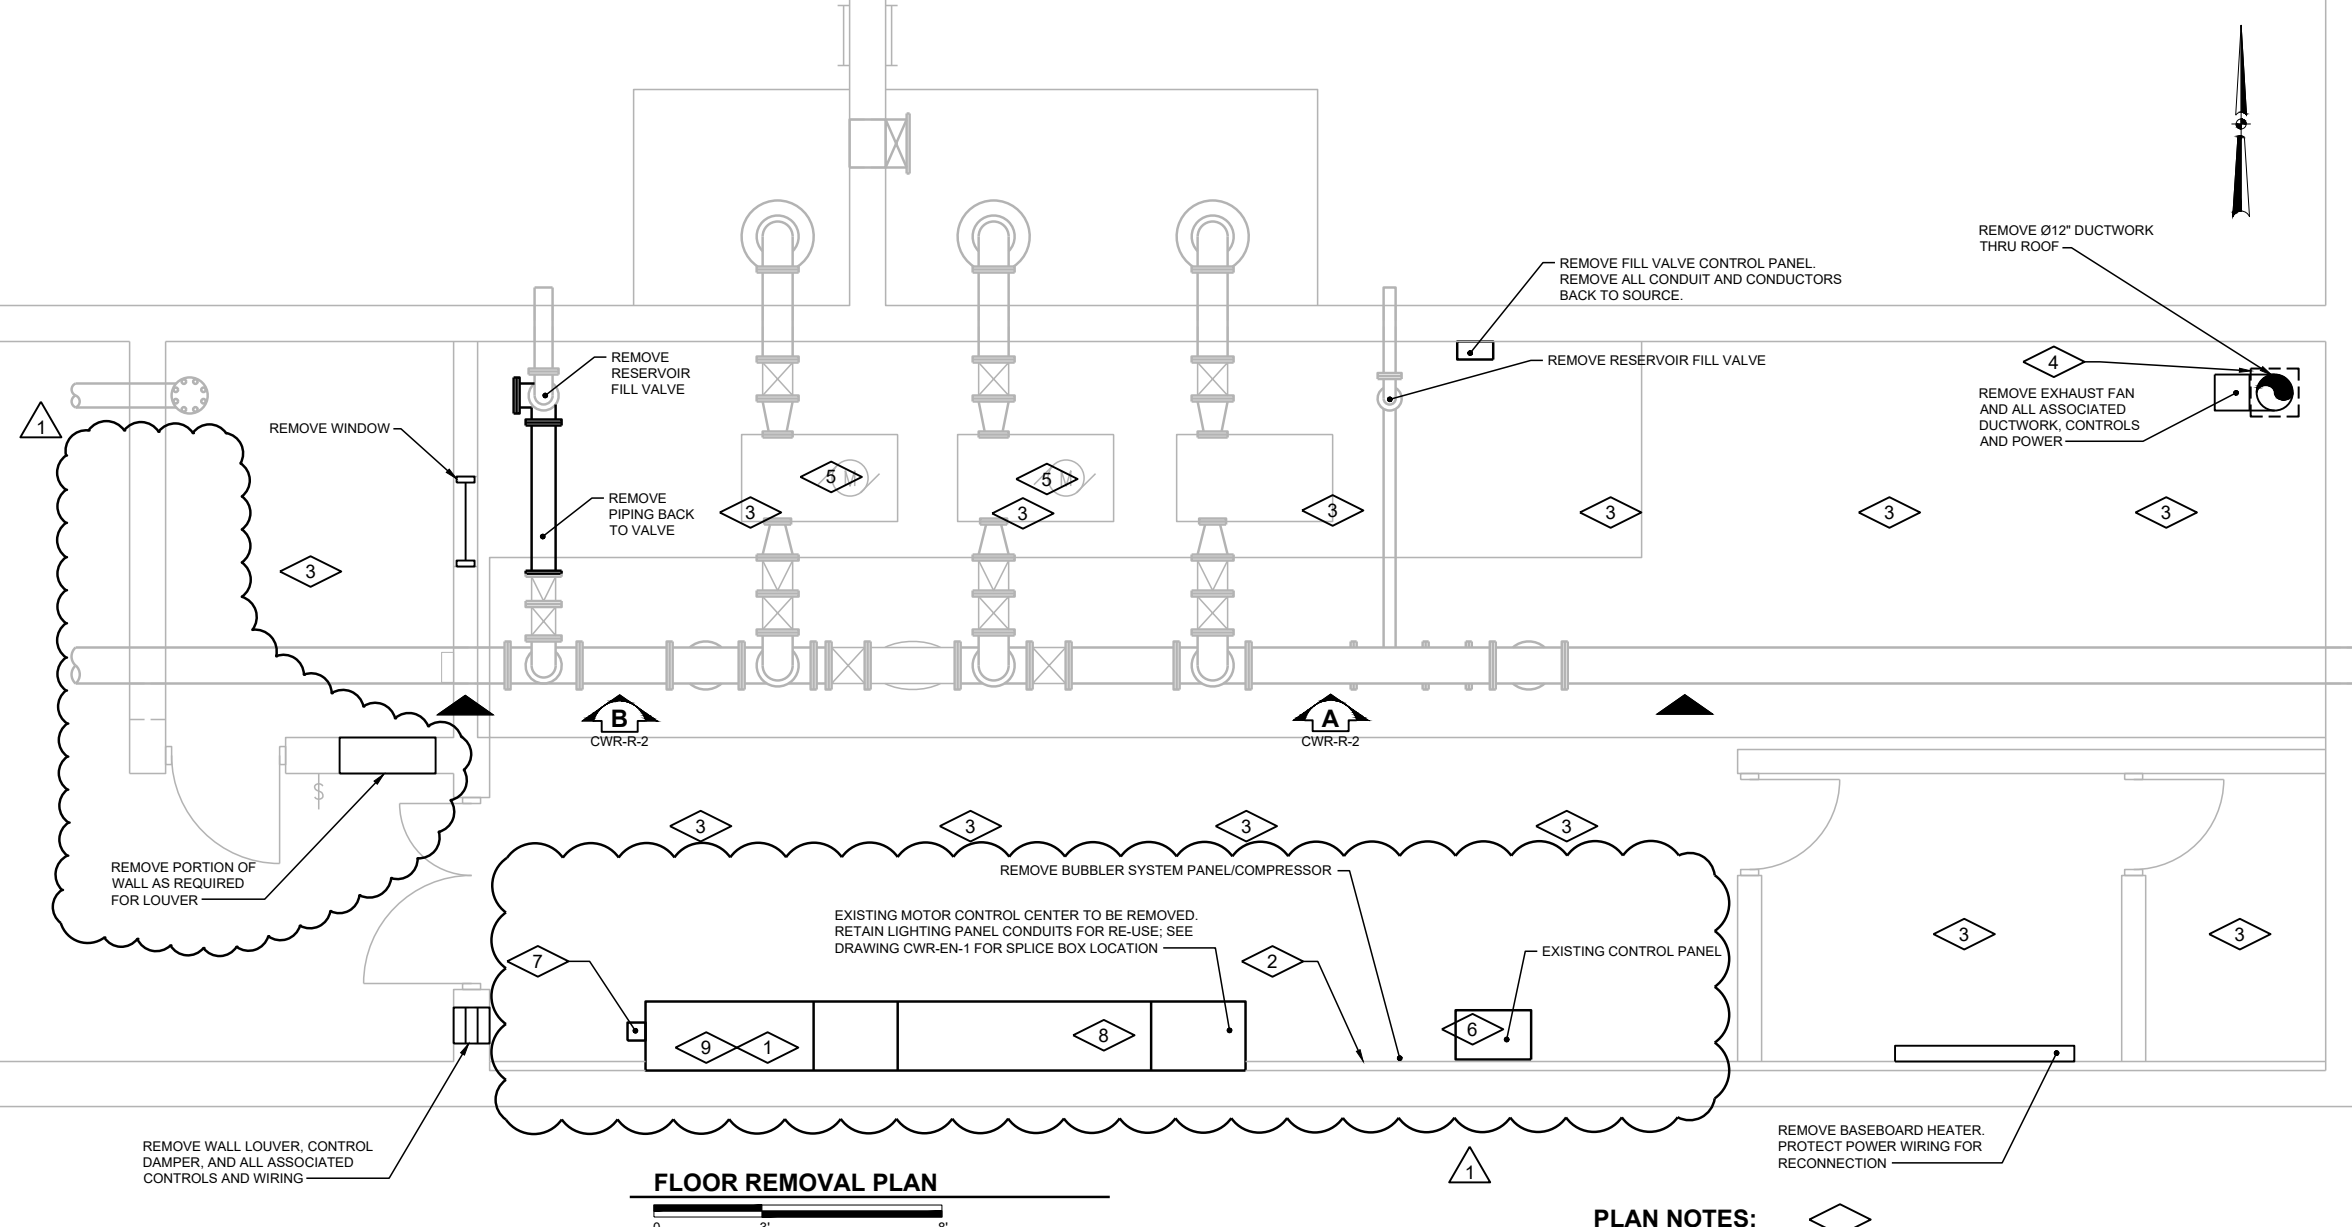 REMOVE Ø12" DUCTWORK
THRU ROOF
REMOVE FILL VALVE CONTROL PANEL.
REMOVE ALL CONDUIT AND CONDUCTORS
BACK TO SOURCE.
REMOVE
RESERVOIR
FILL VALVE
REMOVE RESERVOIR FILL VALVE
4
REMOVE EXHAUST FAN
AND ALL ASSOCIATED
DUCTWORK, CONTROLS
AND POWER
1
REMOVE WINDOW
M
5
M
5
REMOVE
PIPING BACK
TO VALVE
3
3
3
3
3
3
3
B
CWR-R-2
A
CWR-R-2
$
3
3
3
3
REMOVE PORTION OF
WALL AS REQUIRED
FOR LOUVER
REMOVE BUBBLER SYSTEM PANEL/COMPRESSOR
EXISTING MOTOR CONTROL CENTER TO BE REMOVED.
RETAIN LIGHTING PANEL CONDUITS FOR RE-USE; SEE
DRAWING CWR-EN-1 FOR SPLICE BOX LOCATION
3
3
7
2
EXISTING CONTROL PANEL
9
1
8
6
REMOVE WALL LOUVER, CONTROL
DAMPER, AND ALL ASSOCIATED
CONTROLS AND WIRING
REMOVE BASEBOARD HEATER.
PROTECT POWER WIRING FOR
RECONNECTION
1
FLOOR REMOVAL PLAN
0 3' 8'
PLAN NOTES: